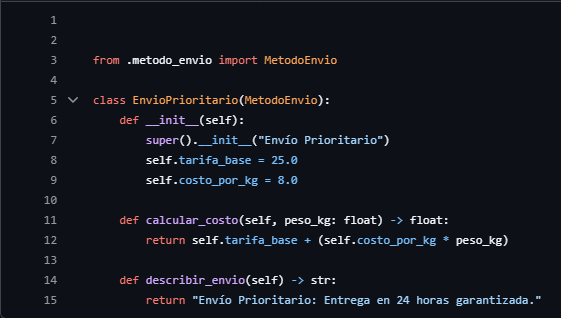 1
2
3 from .metodo_envio import MetodoEnvio
4
5 class EnvioPrioritario(MetodoEnvio):
6     def __init__(self):
7         super().__init__("Envío Prioritario")
8         self.tarifa_base = 25.0
9         self.costo_por_kg = 8.0
10
11     def calcular_costo(self, peso_kg: float) -> float:
12         return self.tarifa_base + (self.costo_por_kg * peso_kg)
13
14     def describir_envio(self) -> str:
15         return "Envío Prioritario: Entrega en 24 horas garantizada."